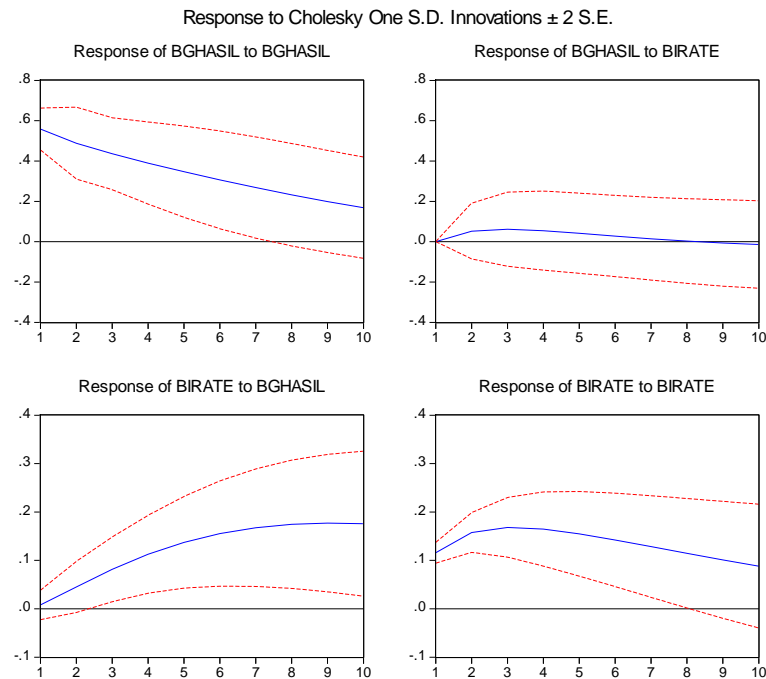 Response to Cholesky One S.D. Innovations ± 2 S.E.
Response of BGHASIL to BGHASIL
.8
.6
.4
.2
.0
-.2
-.4
1 2 3 4 5 6 7 8 9 10
Response of BGHASIL to BIRATE
.8
.6
.4
.2
.0
-.2
-.4
1 2 3 4 5 6 7 8 9 10
Response of BIRATE to BGHASIL
.4
.3
.2
.1
.0
-.1
1 2 3 4 5 6 7 8 9 10
Response of BIRATE to BIRATE
.4
.3
.2
.1
.0
-.1
1 2 3 4 5 6 7 8 9 10